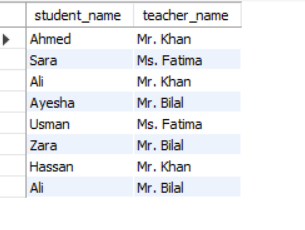 student_name teacher_name
Ahmed Mr. Khan
Sara Ms. Fatima
Ali Mr. Khan
Ayesha Mr. Bilal
Usman Ms. Fatima
Zara Mr. Bilal
Hassan Mr. Khan
Ali Mr. Bilal